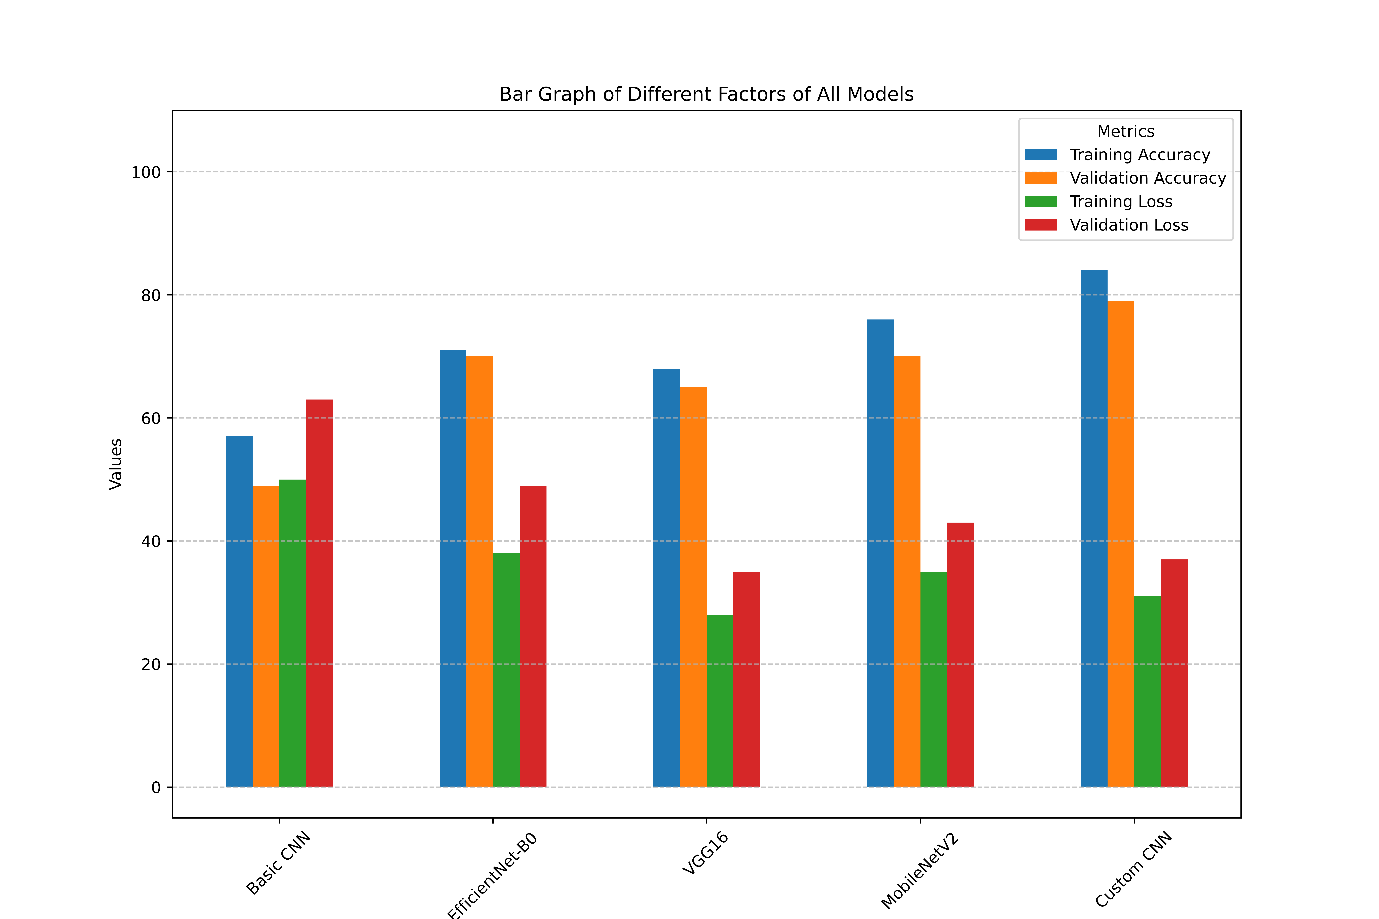 Bar Graph of Different Factors of All Models
Metrics
Training Accuracy
Validation Accuracy
Training Loss
Validation Loss
100
80
60
40
20
0
Values
Basic CNN
EfficientNet-B0
VGG16
MobileNetV2
Custom CNN